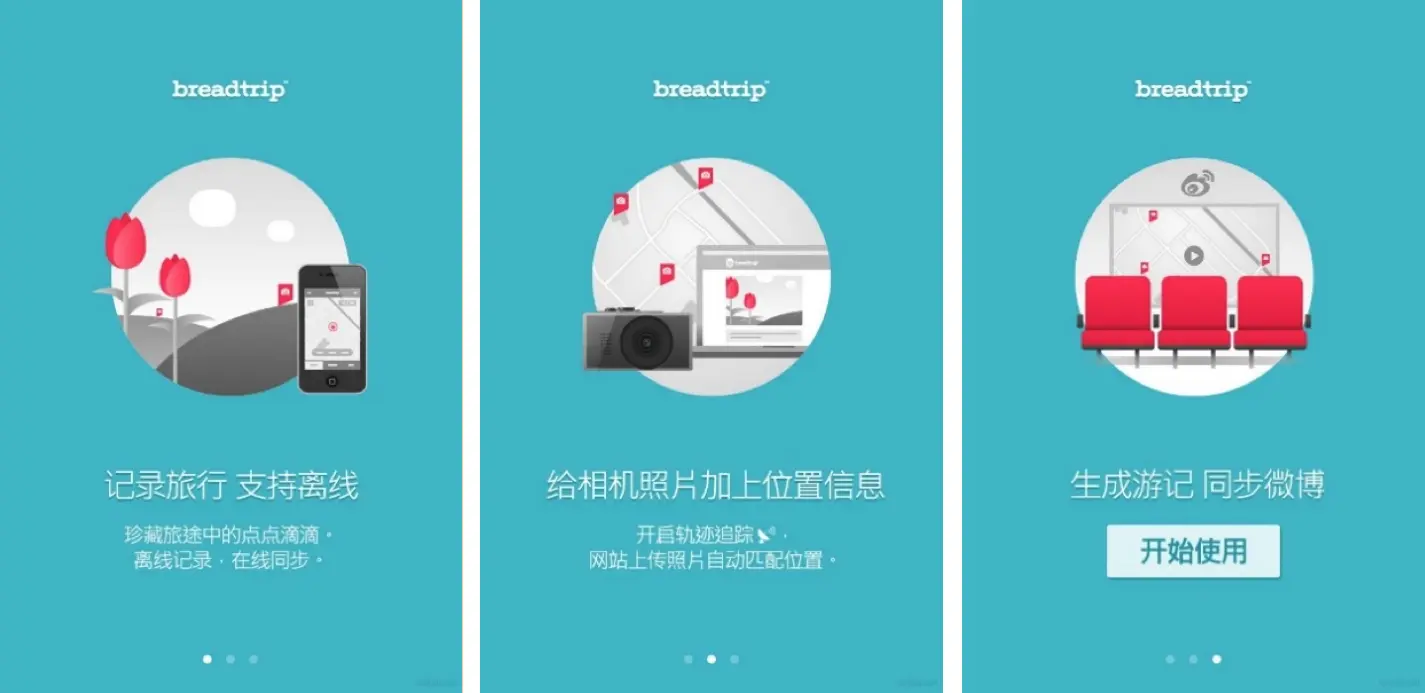 breadtrip™
记录旅行 支持离线
珍藏旅途中的点点滴滴。
离线记录，在线同步。
breadtrip™
breadtrip
给相机照片加上位置信息
开启轨迹追踪，
网站上传照片自动匹配位置。
breadtrip™
生成游记 同步微博
开始使用